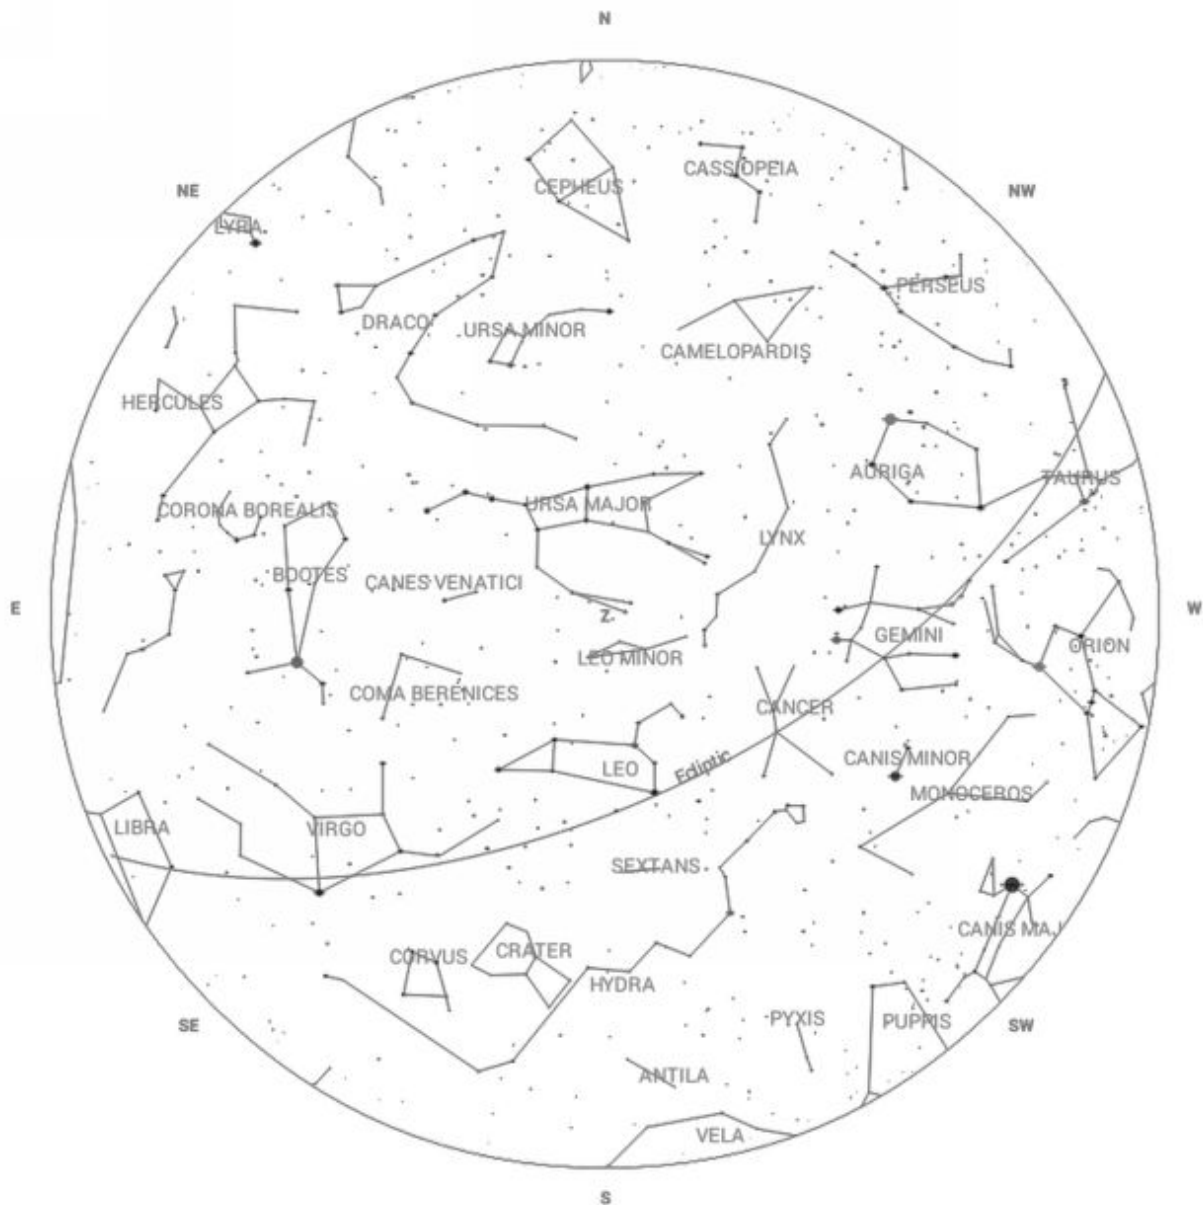 N
CASSIOPEIA
CEPHEUS
NE
NW
LYRA
PERSEUS
DRACO
URSA MINOR
CAMELOPARDIS
HERCULES
AURIGA
TAURUS
CORONA BOREALIS
URSA MAJOR
LYNX
BOOTES
CANES VENATICI
E
Z
W
GEMINI
ORION
LEO MINOR
COMA BERENICES
CANCER
CANIS MINOR
LEO
Ecliptic
MONOCEROS
LIBRA
VIRGO
SEXTANS
CANIS MAJ
CORVUS
CRATER
HYDRA
SE
PYXIS
PUPPIS
SW
ANTILA
VELA
S